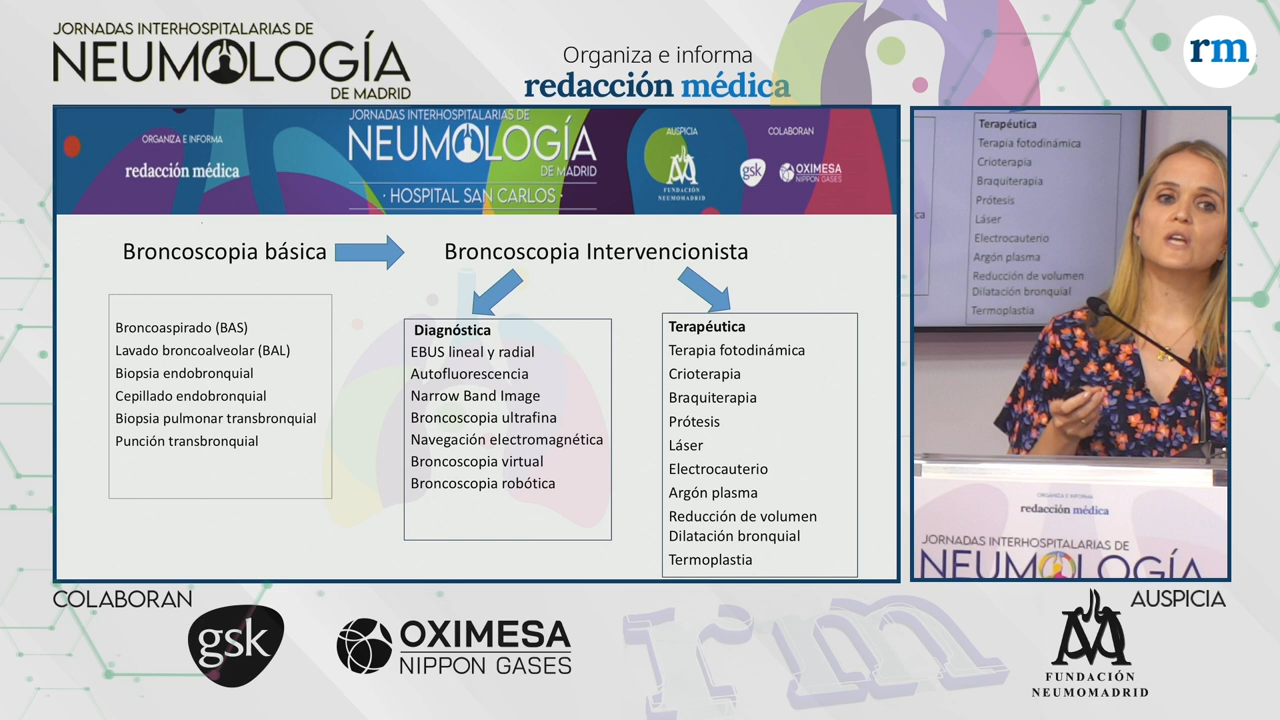 JORNADAS INTERHOSPITALARIAS DE
NEUMOLOGÍA
DE MADRID
Organiza e informa
redacción médica
rm
ORGANIZA E INFORMA
redacción médica
JORNADAS INTERHOSPITALARIAS DE
NEUMOLOGÍA
DE MADRID
· HOSPITAL SAN CARLOS ·
AUSPICIA
FUNDACIÓN
NEUMOMADRID
COLABORAN
gsk
OXIMESA
NIPPON GASES
Broncoscopia básica
Broncoscopia Intervencionista
Broncoaspirado (BAS)
Lavado broncoalveolar (BAL)
Biopsia endobronquial
Cepillado endobronquial
Biopsia pulmonar transbronquial
Punción transbronquial
Diagnóstica
EBUS lineal y radial
Autofluorescencia
Narrow Band Image
Broncoscopia ultrafina
Navegación electromagnética
Broncoscopia virtual
Broncoscopia robótica
Terapéutica
Terapia fotodinámica
Crioterapia
Braquiterapia
Prótesis
Láser
Electrocauterio
Argón plasma
Reducción de volumen
Dilatación bronquial
Termoplastia
Terapéutica
Terapia fotodinámica
Crioterapia
Braquiterapia
Prótesis
Láser
Electrocauterio
Argón plasma
Reducción de volumen
Dilatación bronquial
Termoplastia
ca
ORGANIZA E INFORMA
redacción médica
JORNADAS INTERHOSPITALARIAS DE
NEUMOLOGÍA
COLABORAN
gsk
OXIMESA
NIPPON GASES
rm
AUSPICIA
FUNDACIÓN
NEUMOMADRID